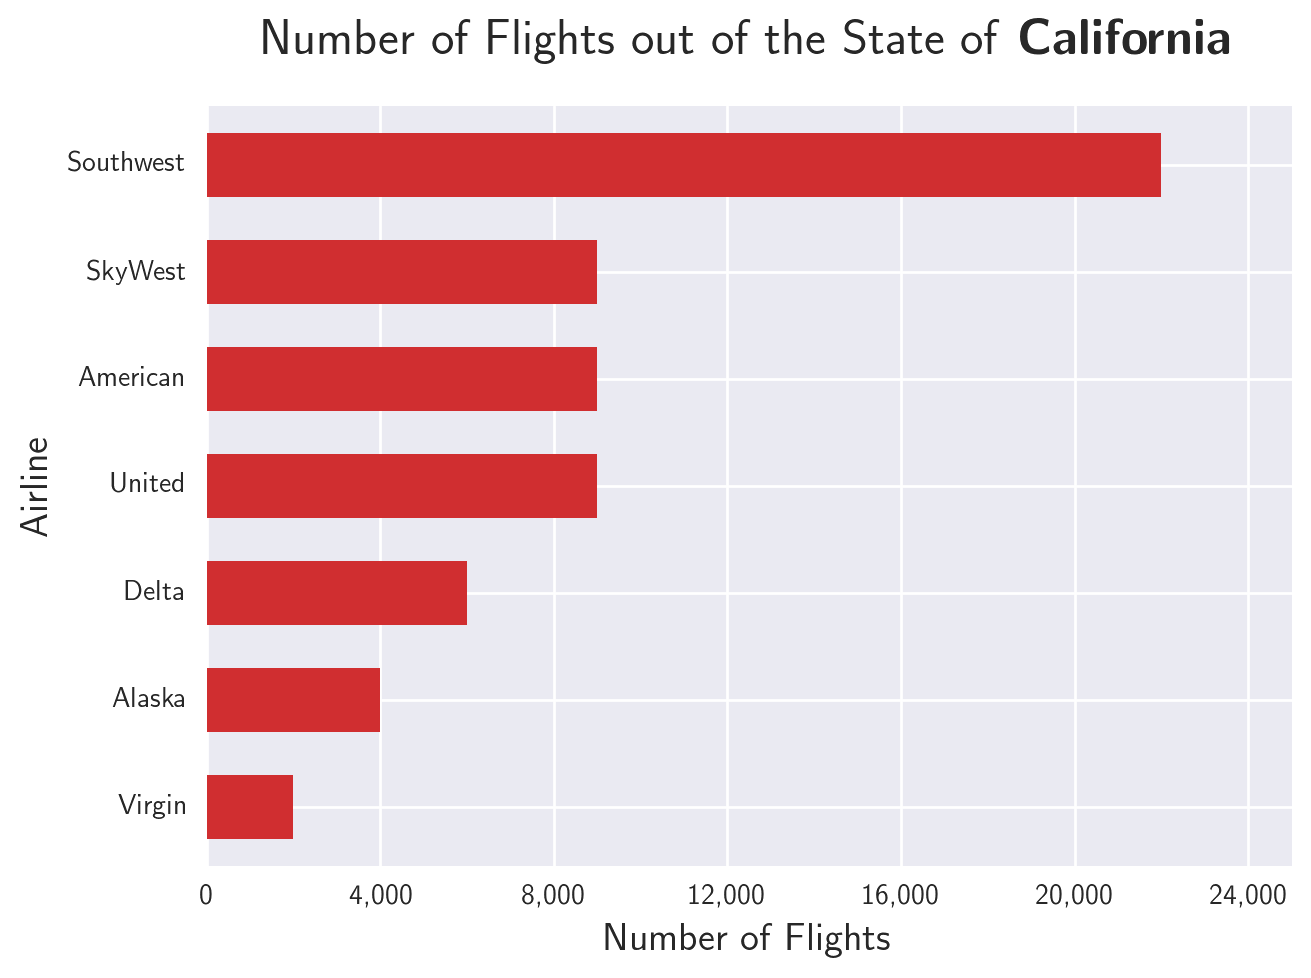 Number of Flights out of the State of California
Southwest
SkyWest
American
United
Delta
Alaska
Virgin
Airline
0 4,000 8,000 12,000 16,000 20,000 24,000
Number of Flights